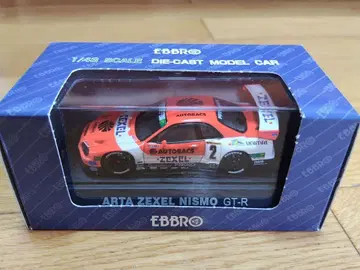 EBBRO
1/43 SCALE DIE-CAST MODEL CAR
AUTOBACS
ZEXEL
2
ARTA ZEXEL NISMO GT-R
EBBRO